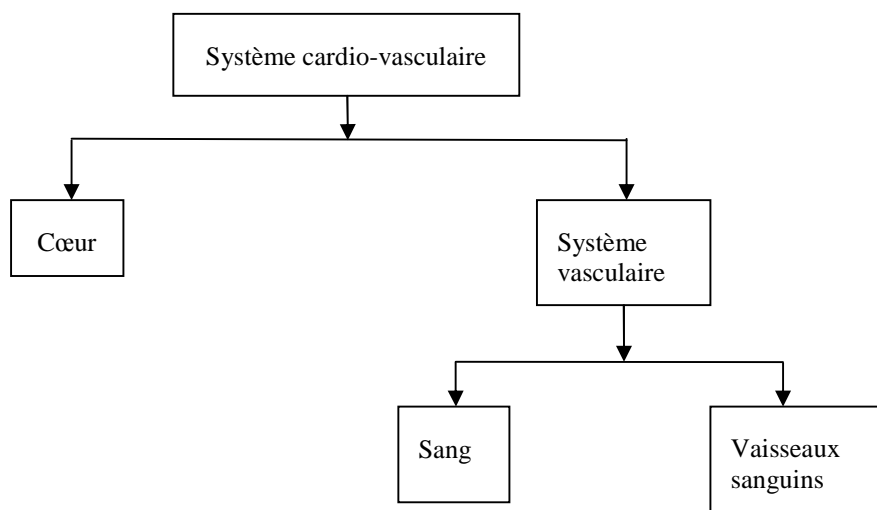 Système cardio-vasculaire
Cœur
Système
vasculaire
Sang
Vaisseaux
sanguins